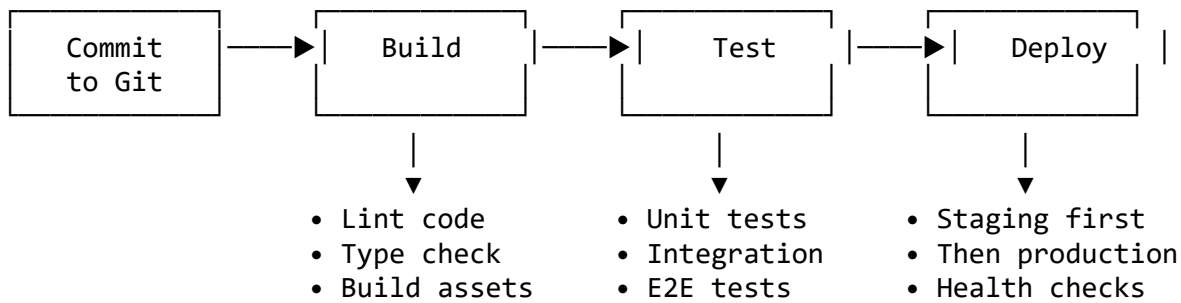 Commit Build Test Deploy
to Git
• Lint code • Unit tests • Staging first
• Type check • Integration • Then production
• Build assets • E2E tests • Health checks